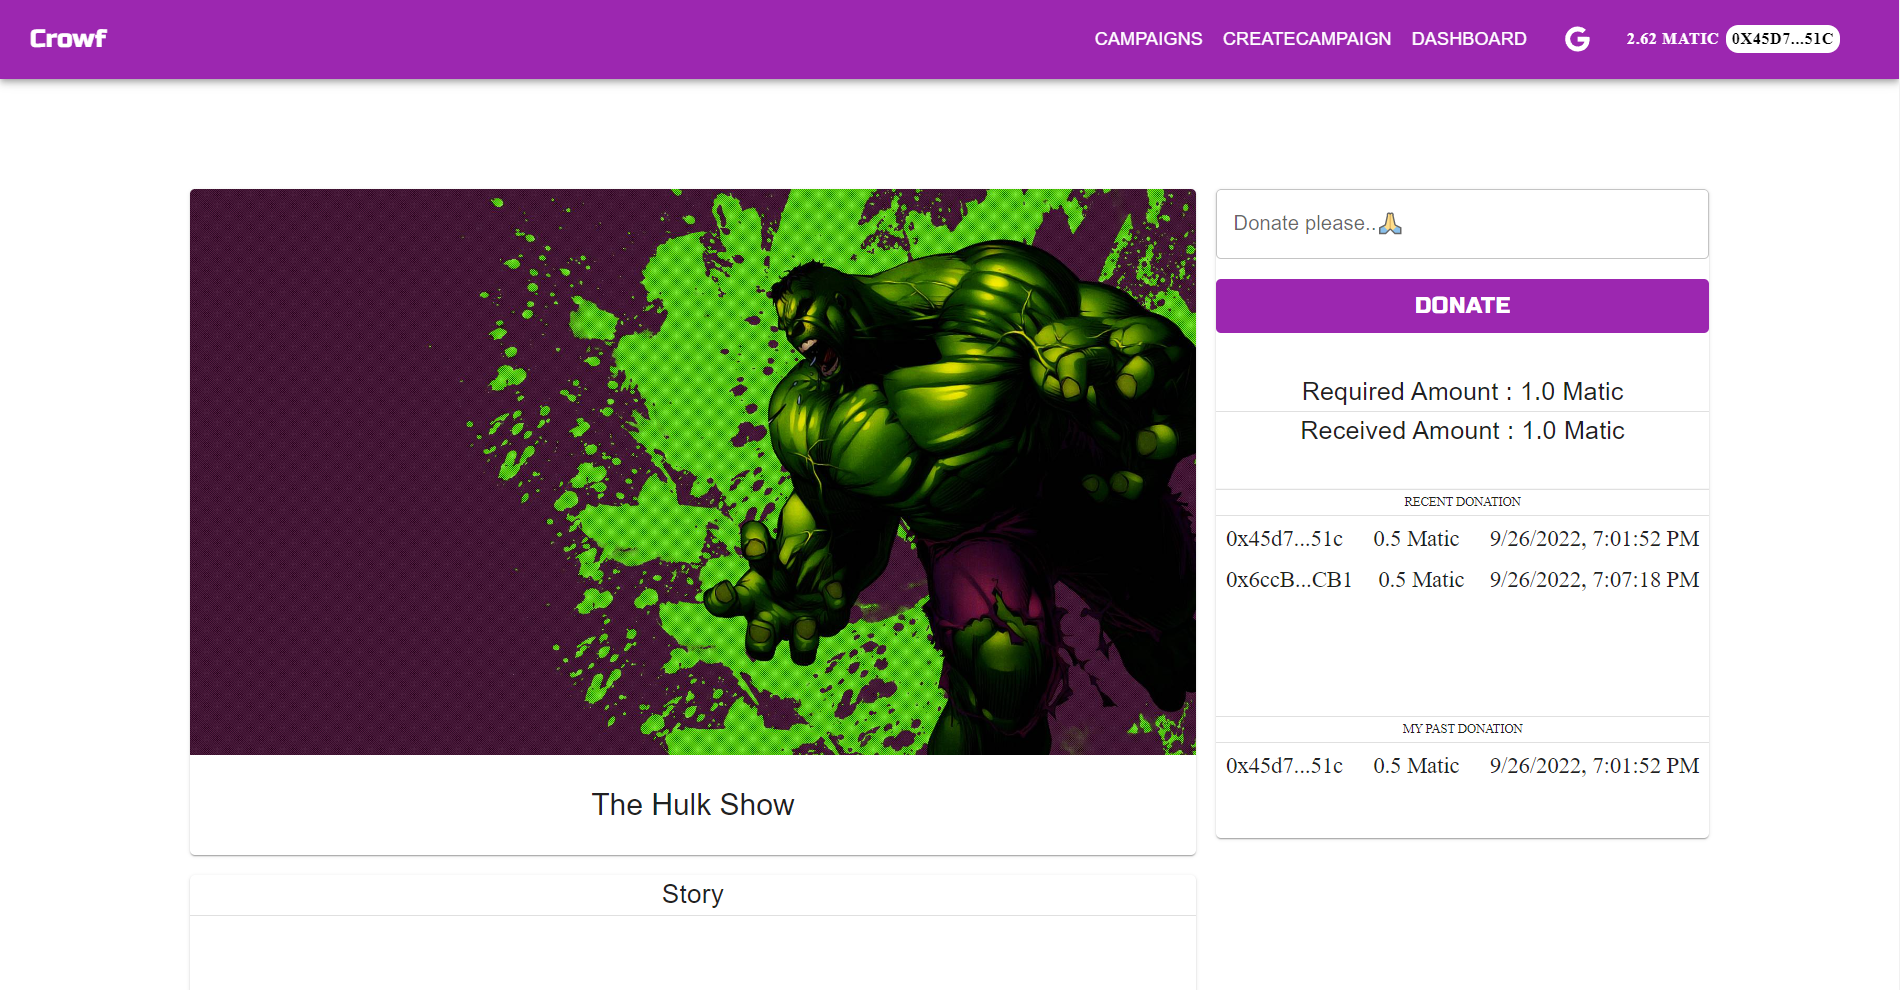 Crowf
CAMPAIGNS CREATECAMPAIGN DASHBOARD G 2.62 MATIC 0X45D7...51C
Donate please..🙏
DONATE
Required Amount : 1.0 Matic
Received Amount : 1.0 Matic
RECENT DONATION
0x45d7...51c 0.5 Matic 9/26/2022, 7:01:52 PM
0x6ccB...CB1 0.5 Matic 9/26/2022, 7:07:18 PM
MY PAST DONATION
0x45d7...51c 0.5 Matic 9/26/2022, 7:01:52 PM
The Hulk Show
Story